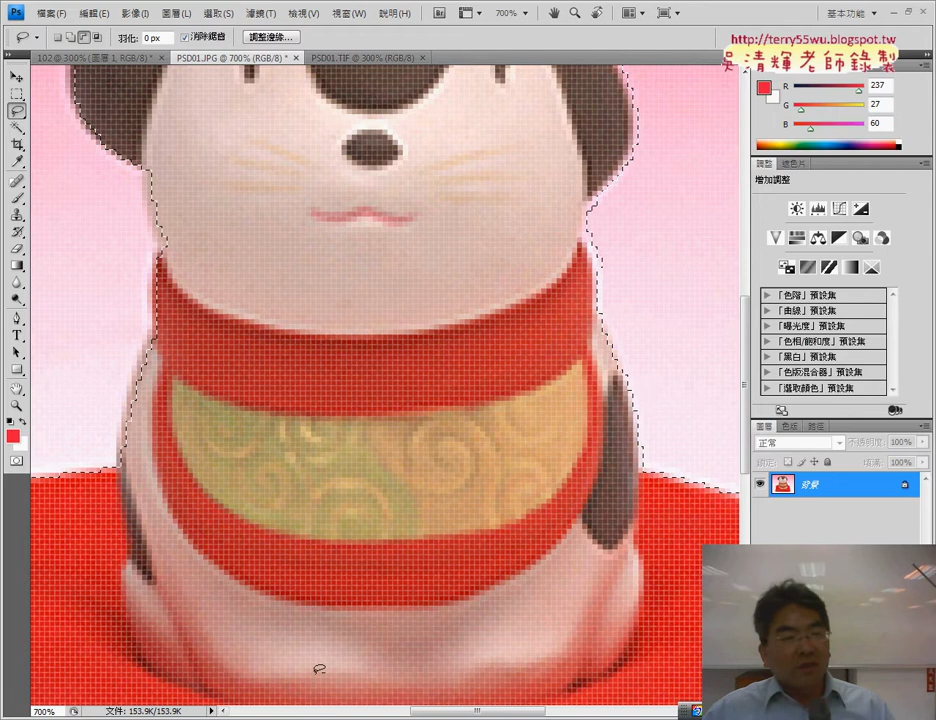 檔案(F) 編輯(E) 影像(I) 圖層(L) 選取(S) 濾鏡(T) 檢視(V) 視窗(W) 說明(H) Br 700% 基本功能
羽化: 0 px 消除鋸齒 調整邊緣...
http://terry55wu.blogspot.tw
吳清輝老師錄製
102 @ 300% (圖層 1, RGB/8) * PSD01.JPG @ 700% (RGB/8) * PSD01.TIF @ 300% (RGB/8)
R 237
G 27
B 60
調整
增加調整
「色階」預設集
「曲線」預設集
「曝光度」預設集
「色相/飽和度」預設集
「黑白」預設集
「色版混合器」預設集
「選取顏色」預設集
圖層 色版 路徑
正常 不透明度: 100%
鎖定: 填滿: 100%
背景
700% 文件: 153.9K/153.9K